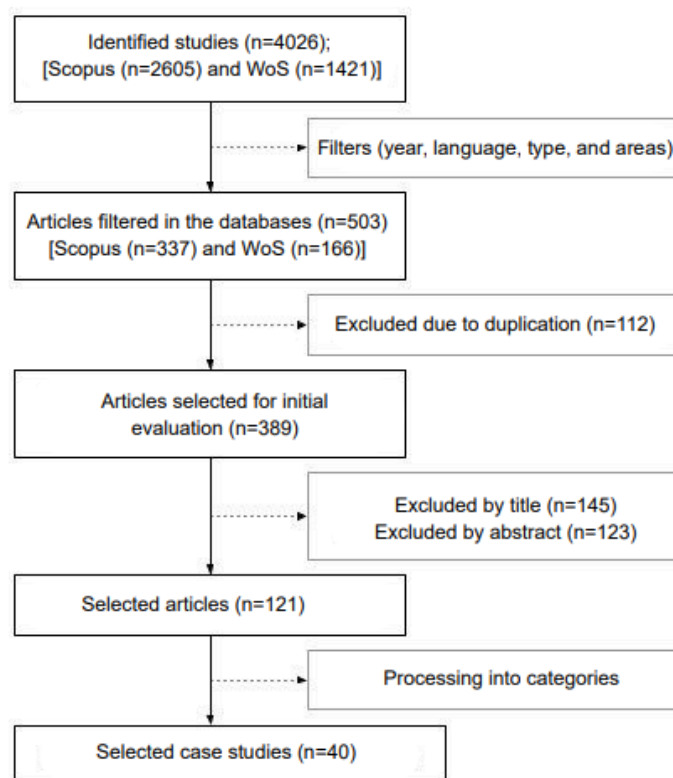 Identified studies (n=4026);
[Scopus (n=2605) and WoS (n=1421)]
Filters (year, language, type, and areas)
Articles filtered in the databases (n=503)
[Scopus (n=337) and WoS (n=166)]
Excluded due to duplication (n=112)
Articles selected for initial
evaluation (n=389)
Excluded by title (n=145)
Excluded by abstract (n=123)
Selected articles (n=121)
Processing into categories
Selected case studies (n=40)